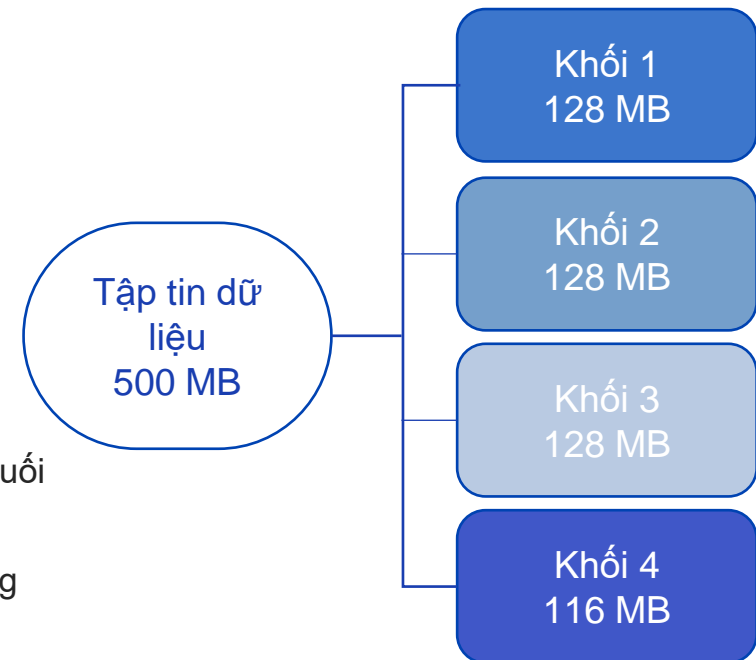 Khối 1
128 MB
Khối 2
128 MB
Tập tin dữ
liệu
500 MB
Khối 3
128 MB
uối
g
Khối 4
116 MB